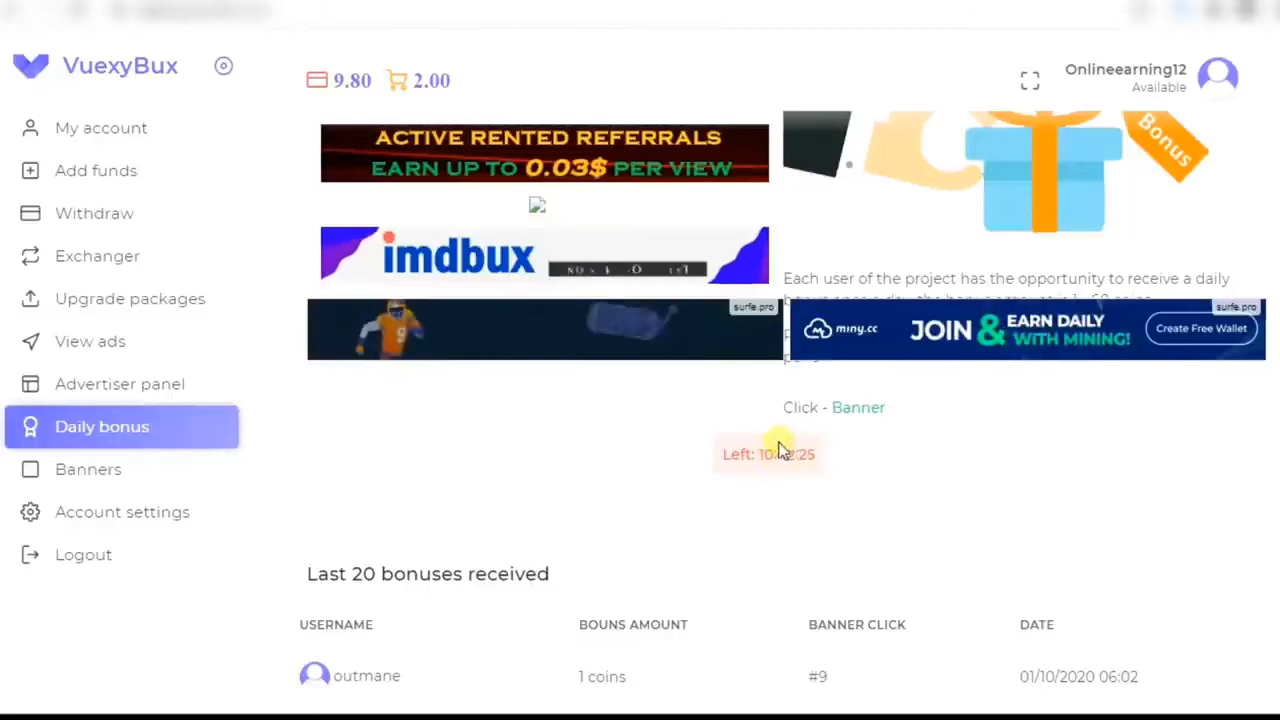 VuexyBux
9.80 2.00
Onlineearning12
Available
My account
Add funds
Withdraw
Exchanger
Upgrade packages
View ads
Advertiser panel
Daily bonus
Banners
Account settings
Logout
ACTIVE RENTED REFERRALS
EARN UP TO 0.03$ PER VIEW
imdbux
Bonus
Each user of the project has the opportunity to receive a daily
surfe.pro
9
surfe.pro
miny.cc
JOIN & EARN DAILY
WITH MINING!
Create Free Wallet
Click - Banner
Left: 10
25
Last 20 bonuses received
USERNAME BOUNS AMOUNT BANNER CLICK DATE
outmane 1 coins #9 01/10/2020 06:02